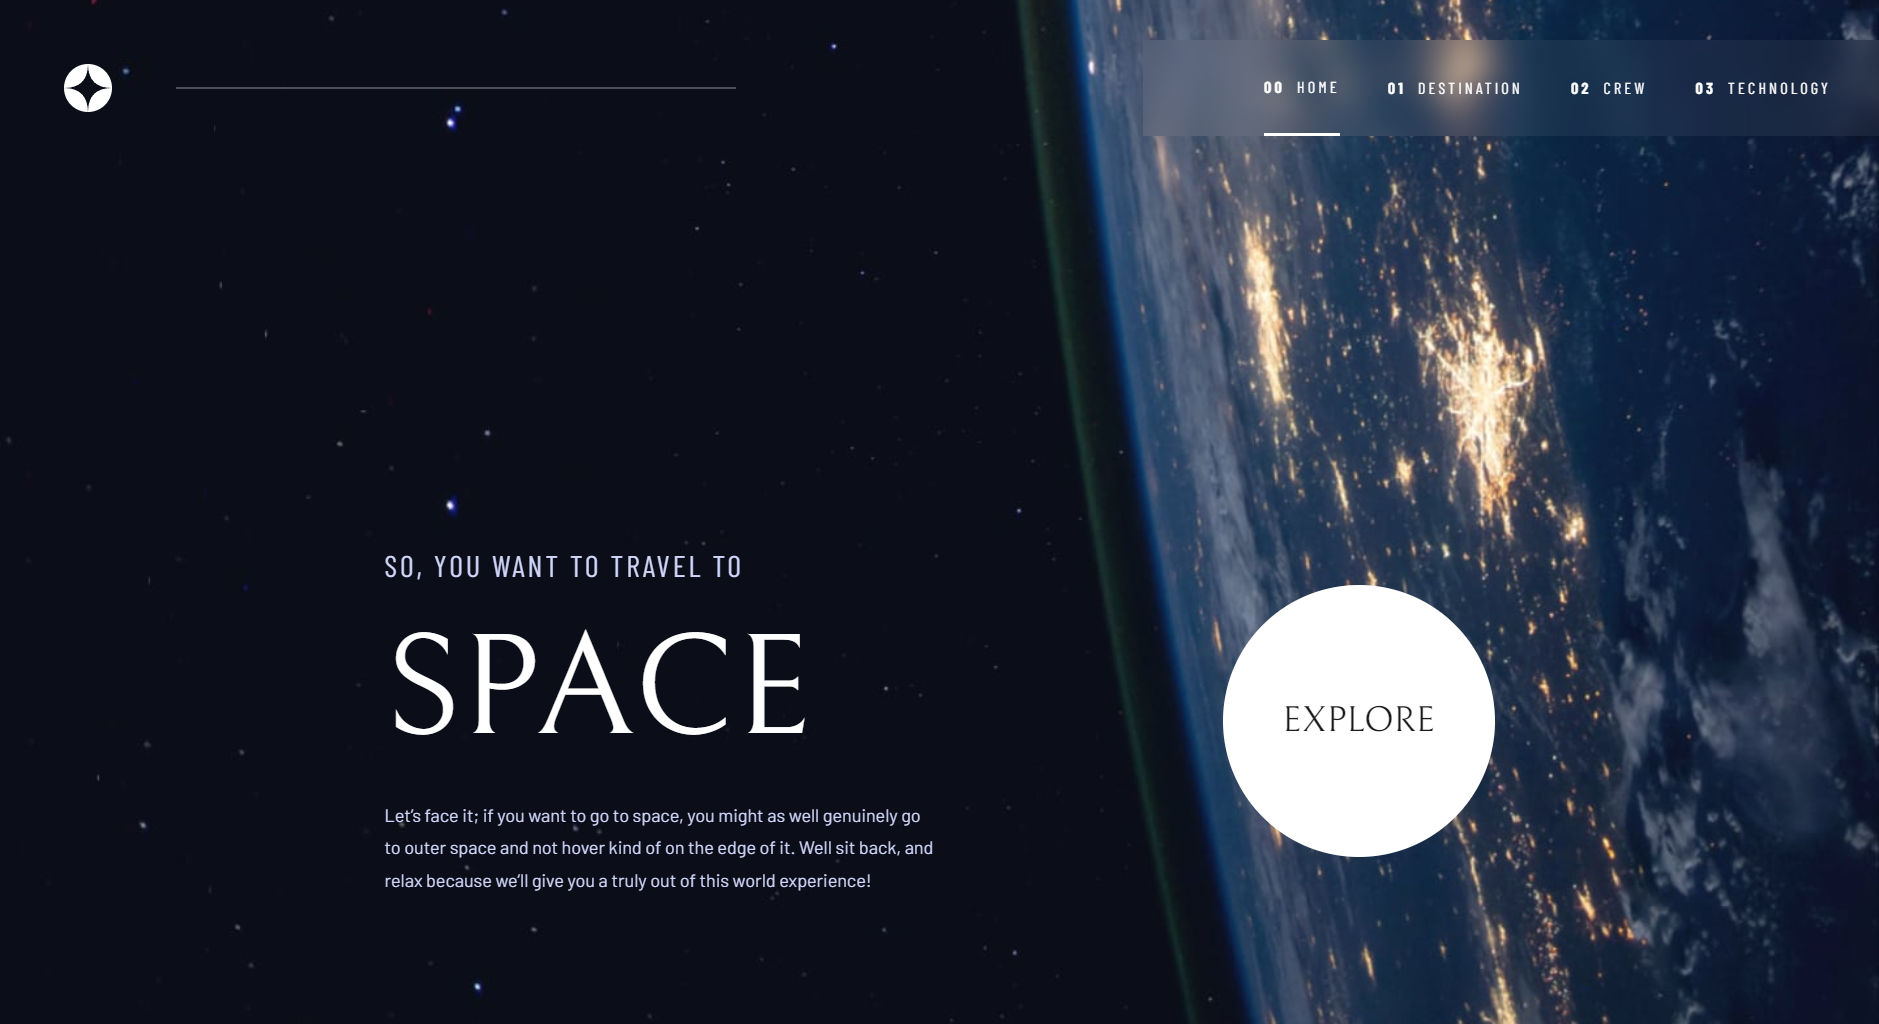 00 HOME
01 DESTINATION
02 CREW
03 TECHNOLOGY
SO, YOU WANT TO TRAVEL TO
SPACE
Let’s face it; if you want to go to space, you might as well genuinely go
to outer space and not hover kind of on the edge of it. Well sit back, and
relax because we’ll give you a truly out of this world experience!
EXPLORE